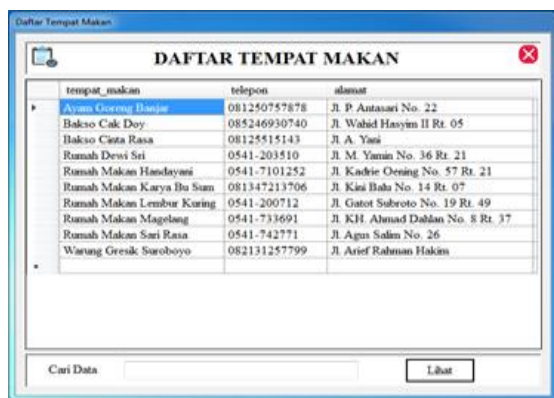 Daftar Tempat Makan
DAFTAR TEMPAT MAKAN
tempat_makan telepon alamat
Ayam Goreng Banjar 081250757878 Jl. P. Antasari No. 22
Bakso Cak Doy 085246930740 Jl. Wahid Hasyim II Rt. 05
Bakso Cinta Rasa 08125515143 Jl. A. Yani
Rumah Dewi Sri 0541-203510 Jl. M. Yamin No. 36 Rt. 21
Rumah Makan Handayani 0541-7101252 Jl. Kadrie Oening No. 57 Rt. 21
Rumah Makan Karya Bu Sum 081347213706 Jl. Kini Balu No. 14 Rt. 07
Rumah Makan Lembur Kuring 0541-200712 Jl. Gatot Subroto No. 19 Rt. 49
Rumah Makan Magelang 0541-733691 Jl. KH. Ahmad Dahlan No. 8 Rt. 37
Rumah Makan Sari Rasa 0541-742771 Jl. Agus Salim No. 26
Warung Gresik Suroboyo 082131257799 Jl. Arief Rahman Hakim
Cari Data Lihat